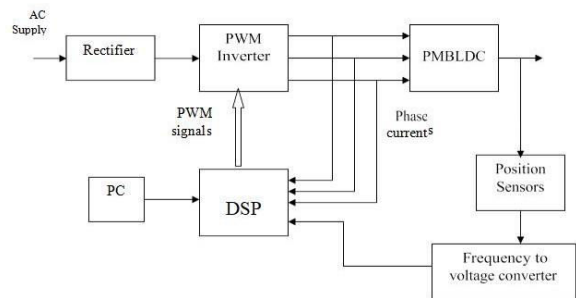 AC
Supply
Rectifier
PWM
Inverter
PMBLDC
PWM
signals
Phase
currents
PC
DSP
Position
Sensors
Frequency to
voltage converter